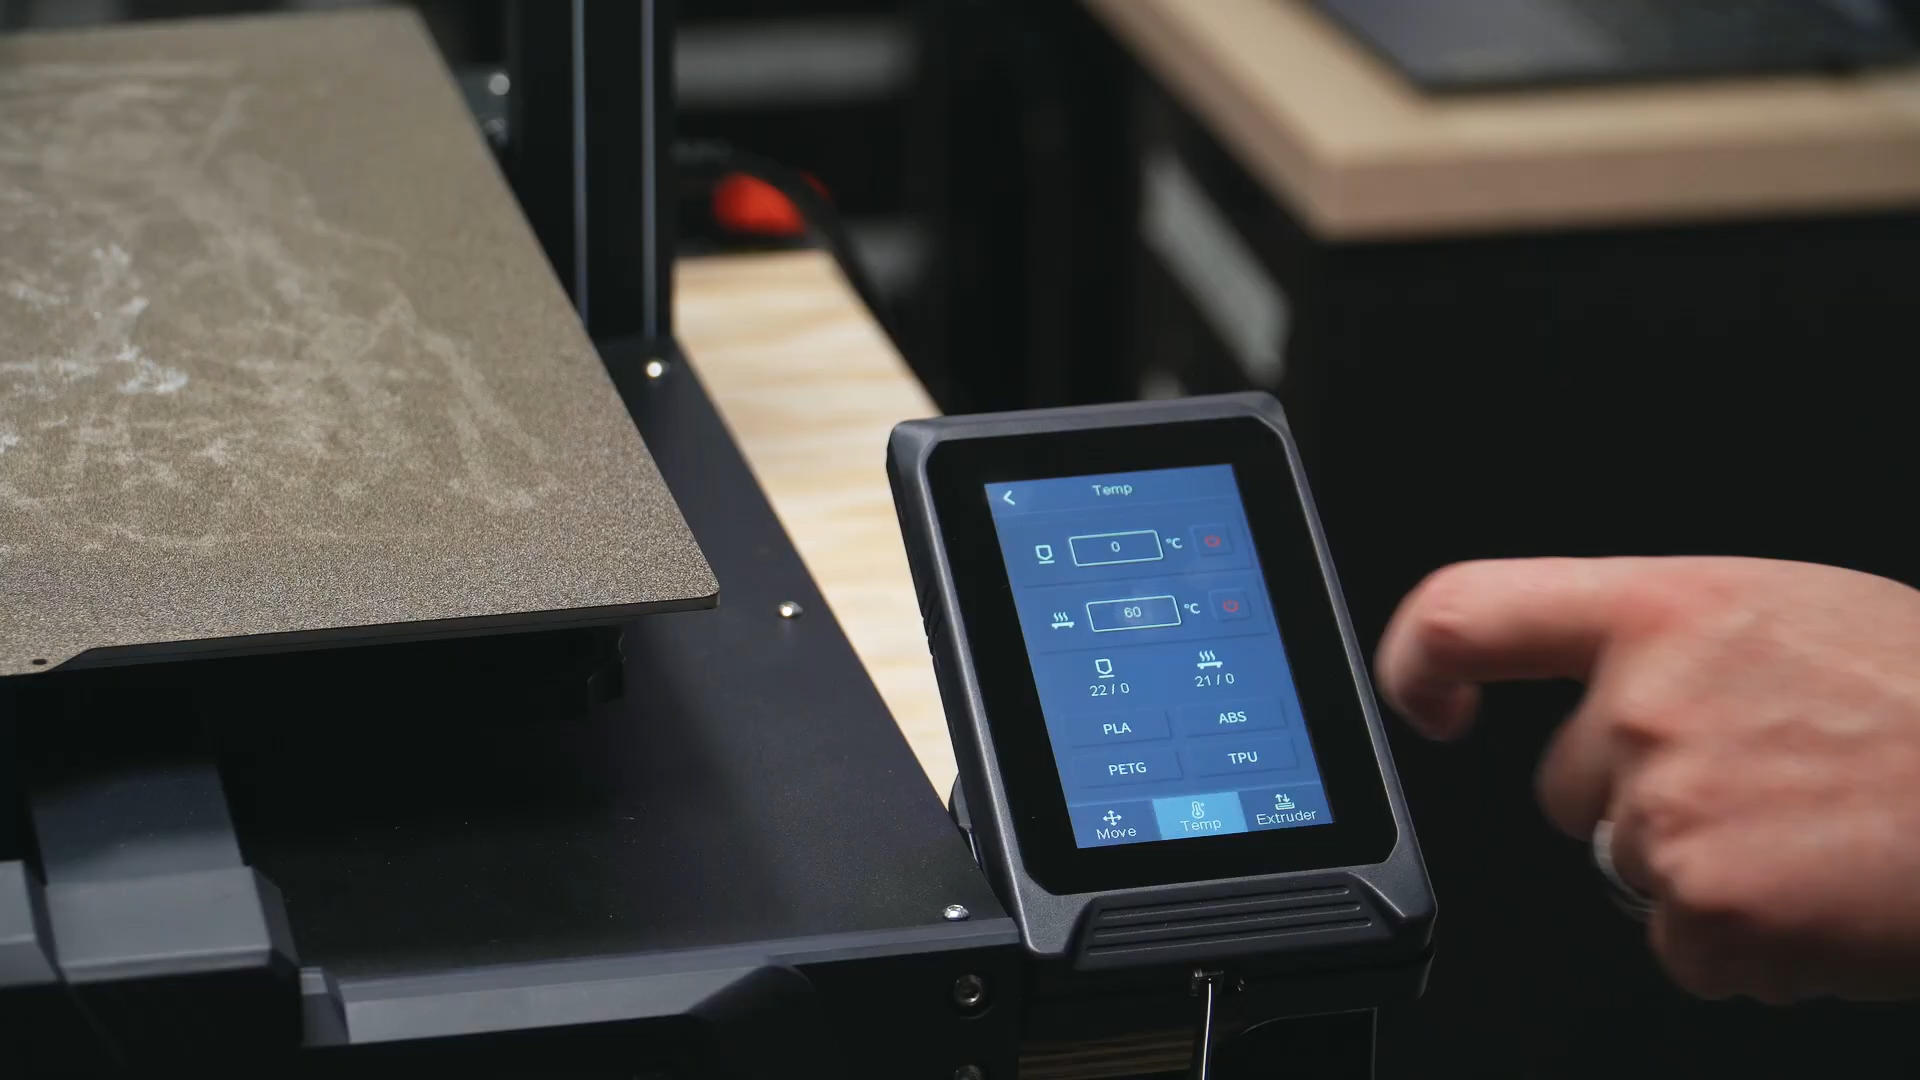 Temp
0 °C
60 °C
22 / 0 21 / 0
PLA ABS
PETG TPU
Move Temp Extruder